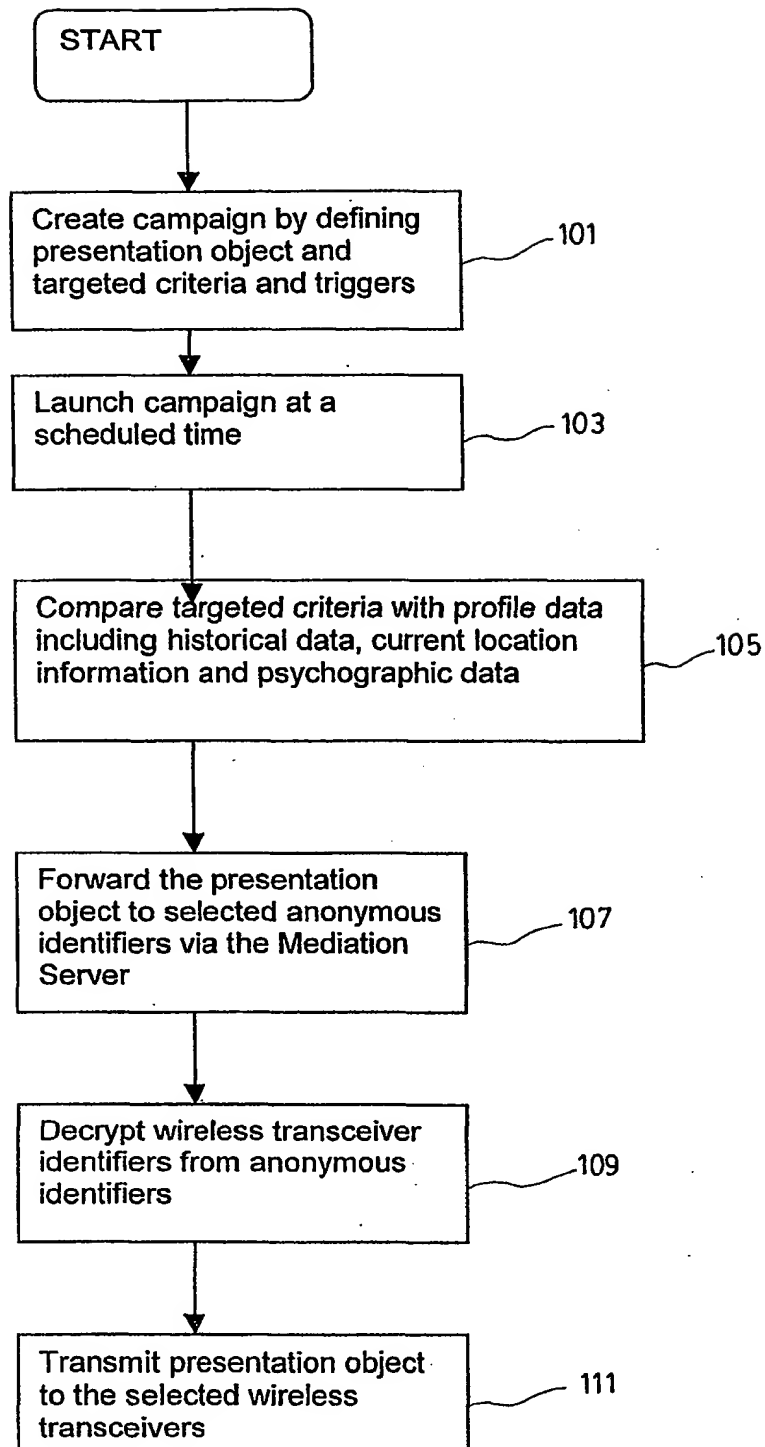 START
Create campaign by defining
presentation object and
targeted criteria and triggers
101
Launch campaign at a
scheduled time
103
Compare targeted criteria with profile data
including historical data, current location
information and psychographic data
105
Forward the presentation
object to selected anonymous
identifiers via the Mediation
Server
107
Decrypt wireless transceiver
identifiers from anonymous
identifiers
109
Transmit presentation object
to the selected wireless
transceivers
111